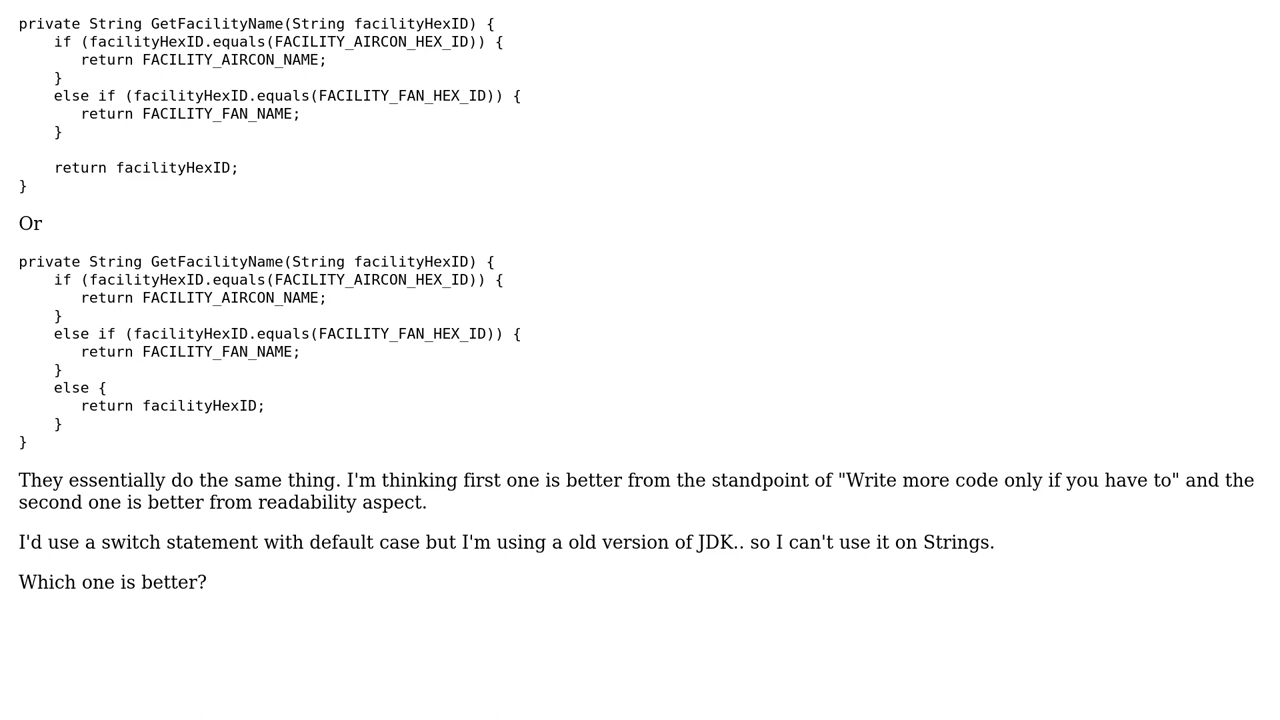 private String GetFacilityName(String facilityHexID) {
    if (facilityHexID.equals(FACILITY_AIRCON_HEX_ID)) {
       return FACILITY_AIRCON_NAME;
    }
    else if (facilityHexID.equals(FACILITY_FAN_HEX_ID)) {
       return FACILITY_FAN_NAME;
    }

    return facilityHexID;
}
Or
private String GetFacilityName(String facilityHexID) {
    if (facilityHexID.equals(FACILITY_AIRCON_HEX_ID)) {
       return FACILITY_AIRCON_NAME;
    }
    else if (facilityHexID.equals(FACILITY_FAN_HEX_ID)) {
       return FACILITY_FAN_NAME;
    }
    else {
       return facilityHexID;
    }
}
They essentially do the same thing. I'm thinking first one is better from the standpoint of "Write more code only if you have to" and the
second one is better from readability aspect.
I'd use a switch statement with default case but I'm using a old version of JDK.. so I can't use it on Strings.
Which one is better?